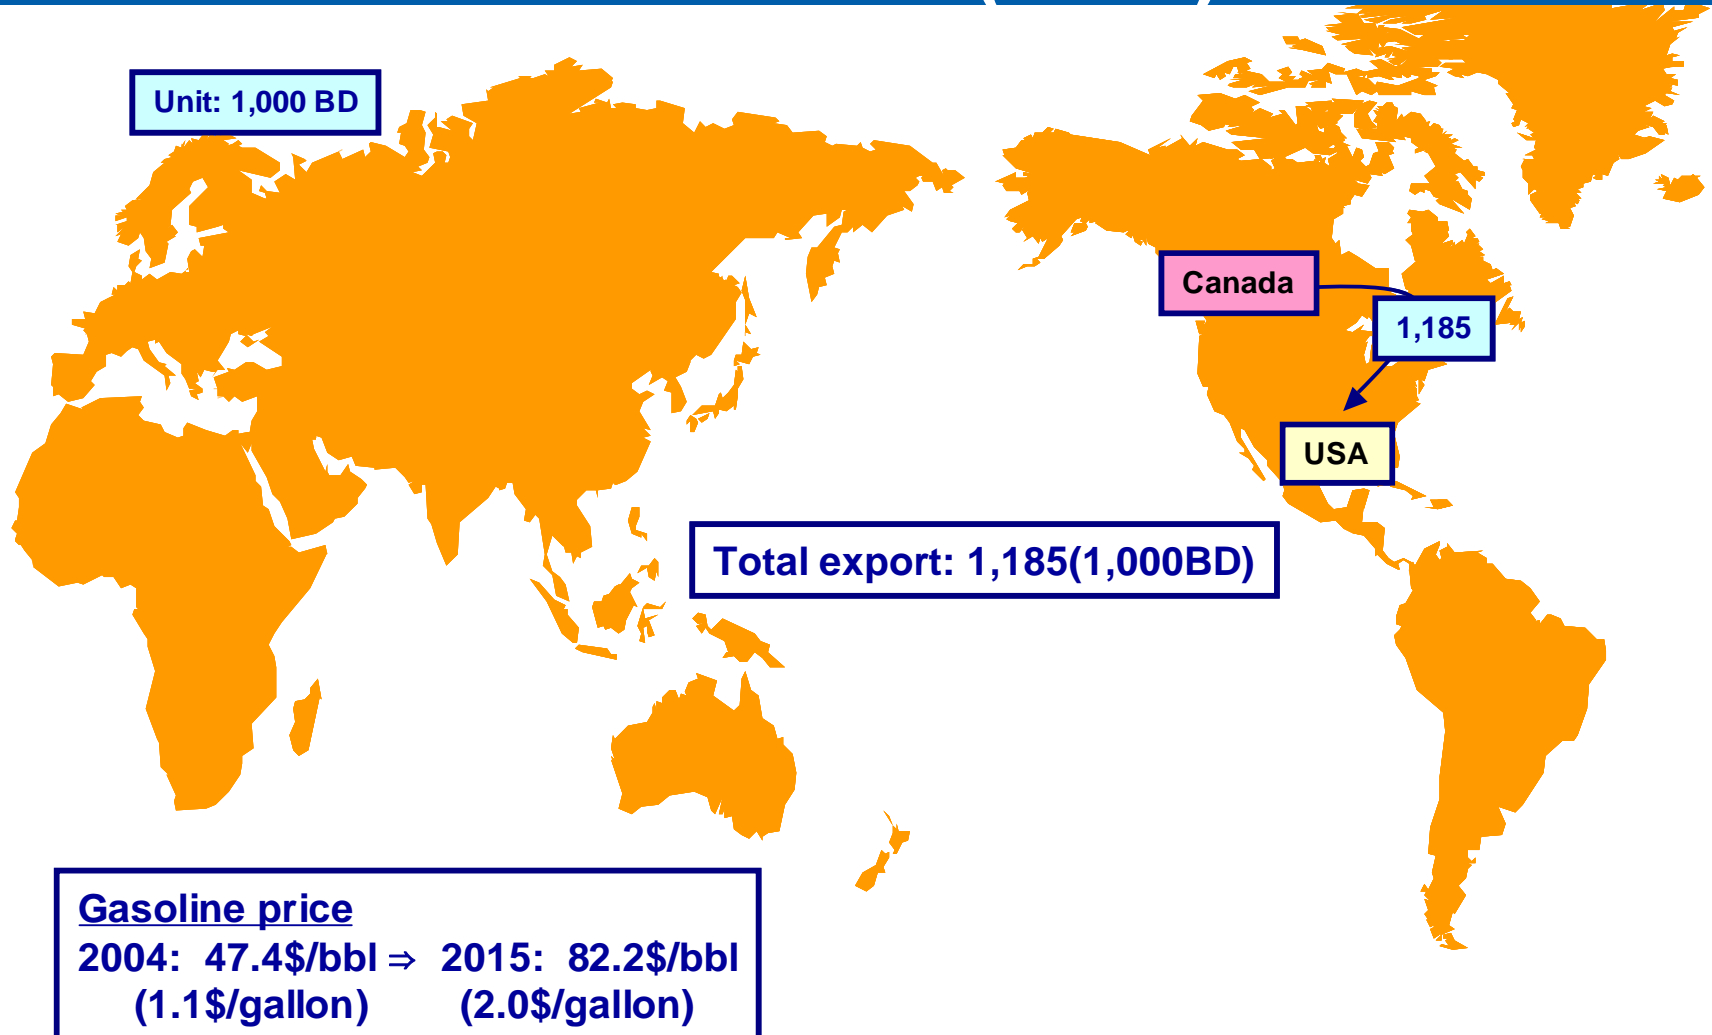 Unit: 1,000 BD
Canada
1,185
USA
Total export: 1,185(1,000BD)
Gasoline price
2004: 47.4$/bbl ⇒ 2015: 82.2$/bbl
(1.1$/gallon) (2.0$/gallon)